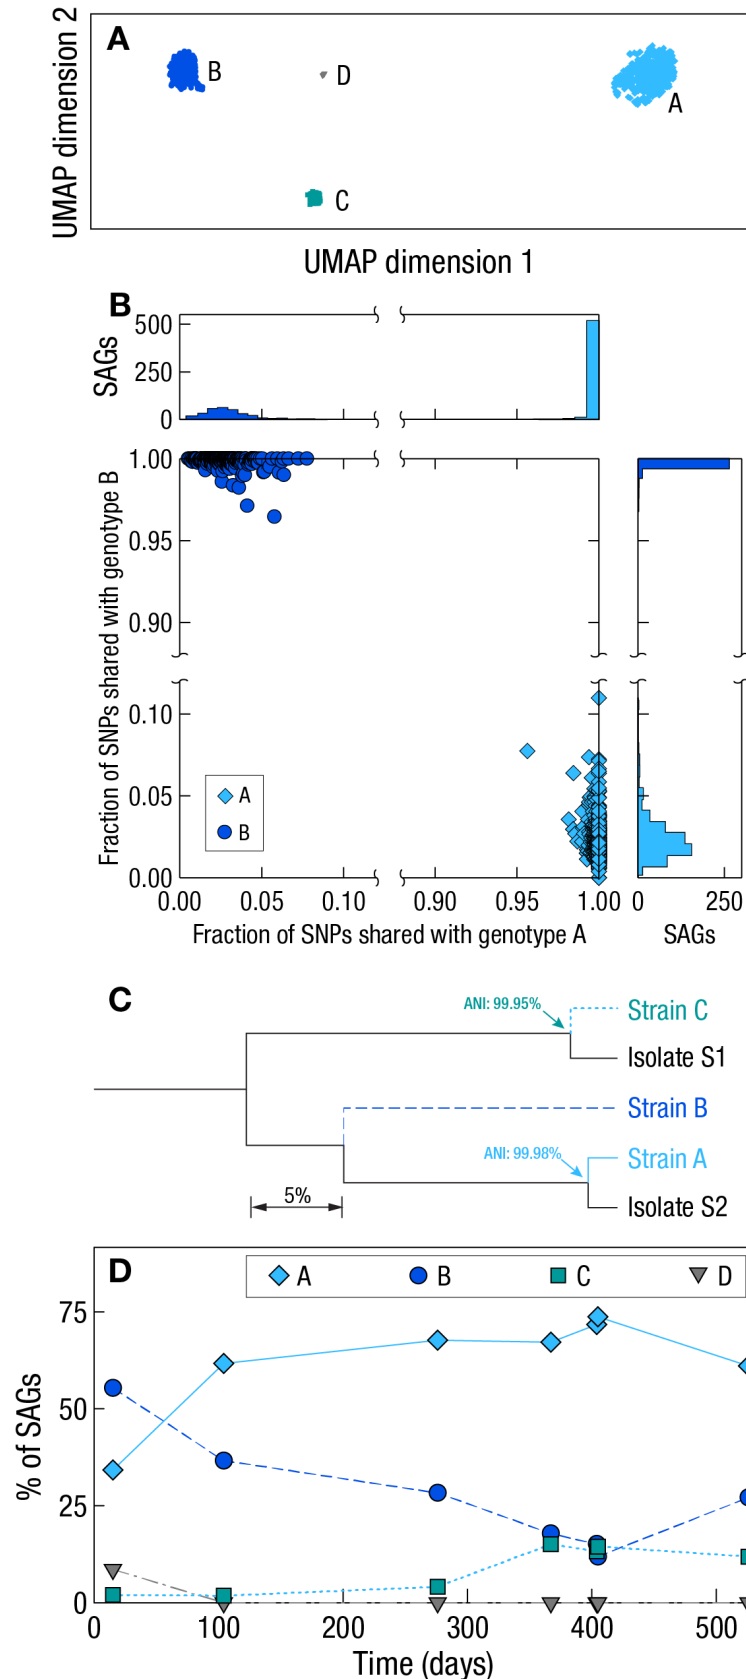 A
UMAP dimension 2
B
D
A
C
UMAP dimension 1
B
SAGs
500
250
0
Fraction of SNPs shared with genotype B
1.00
0.95
0.90
0.10
0.05
0.00
A
B
0.00 0.05 0.10 0.90 0.95 1.00
Fraction of SNPs shared with genotype A
0 250
SAGs
C
ANI: 99.95%
Strain C
Isolate S1
Strain B
ANI: 99.98%
Strain A
5%
Isolate S2
D
A B C D
% of SAGs
75
50
25
0
0 100 200 300 400 500
Time (days)